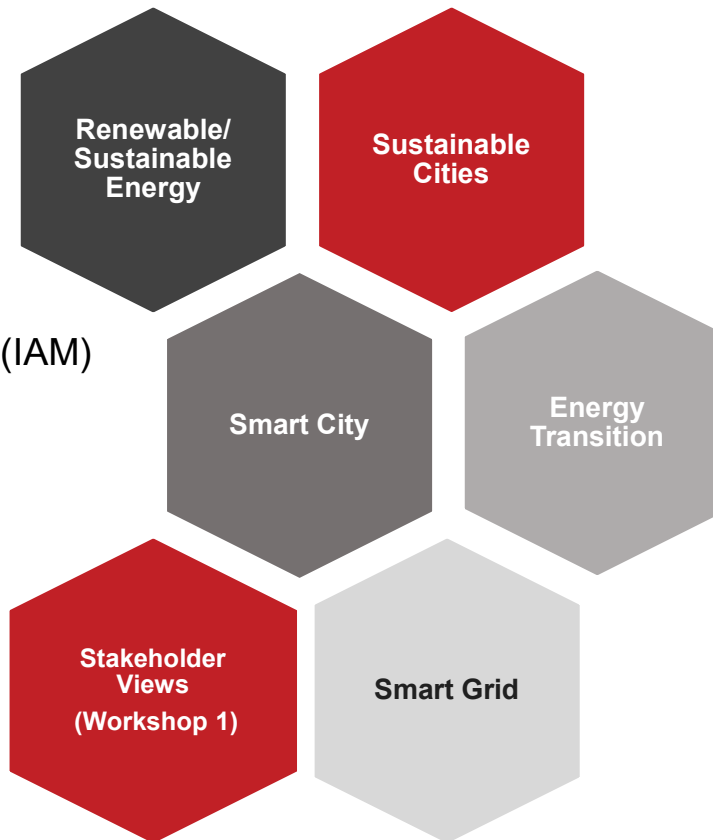 Renewable/
Sustainable
Energy
Sustainable
Cities
(IAM)
Smart City
Energy
Transition
Stakeholder
Views
(Workshop 1)
Smart Grid